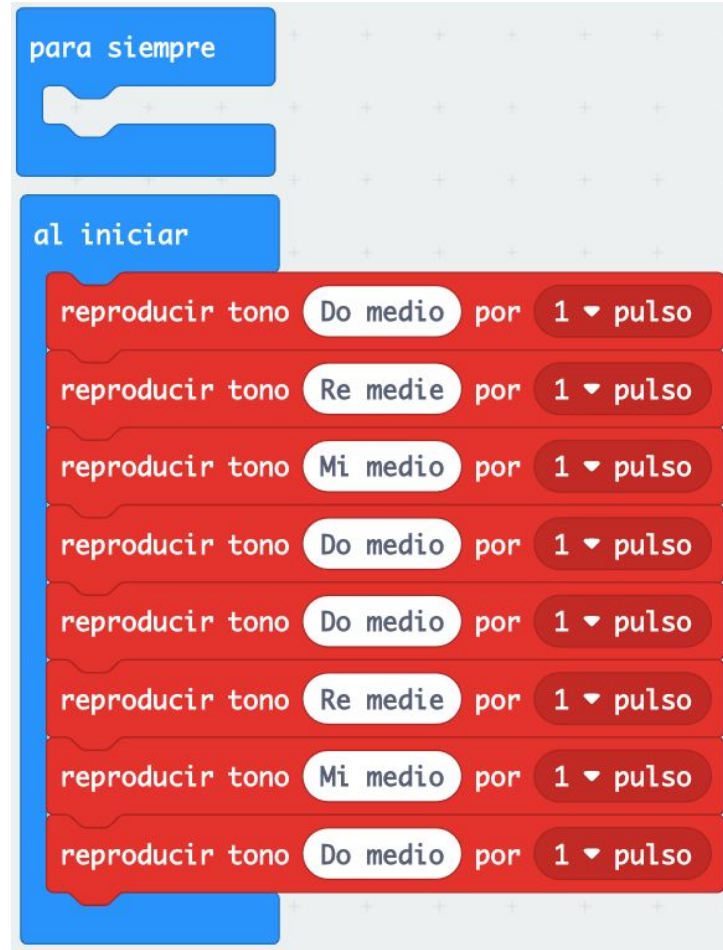 para siempre
al iniciar
reproducir tono Do medio por 1 pulso
reproducir tono Re medie por 1 pulso
reproducir tono Mi medio por 1 pulso
reproducir tono Do medio por 1 pulso
reproducir tono Do medio por 1 pulso
reproducir tono Re medie por 1 pulso
reproducir tono Mi medio por 1 pulso
reproducir tono Do medio por 1 pulso